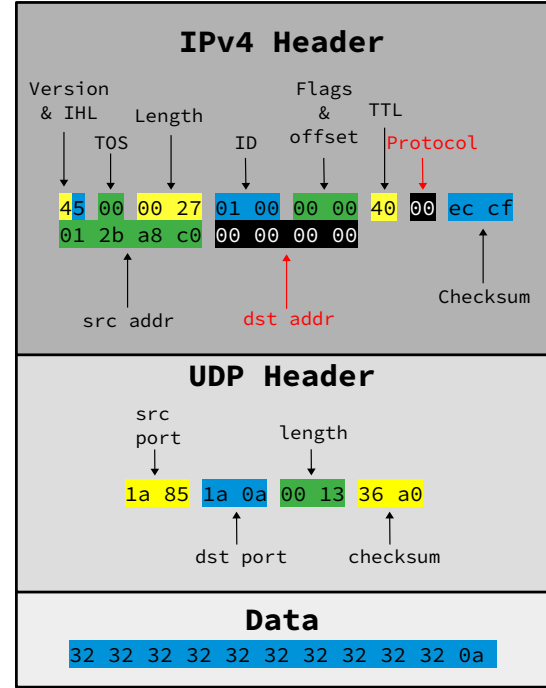 IPv4 Header
Version & IHL
TOS
Length
ID
Flags & offset
TTL
Protocol
45 00 00 27 01 00 00 00 40 00 ec cf
01 2b a8 c0 00 00 00 00
src addr
dst addr
Checksum
UDP Header
src port
length
1a 85 1a 0a 00 13 36 a0
dst port
checksum
Data
32 32 32 32 32 32 32 32 32 32 0a